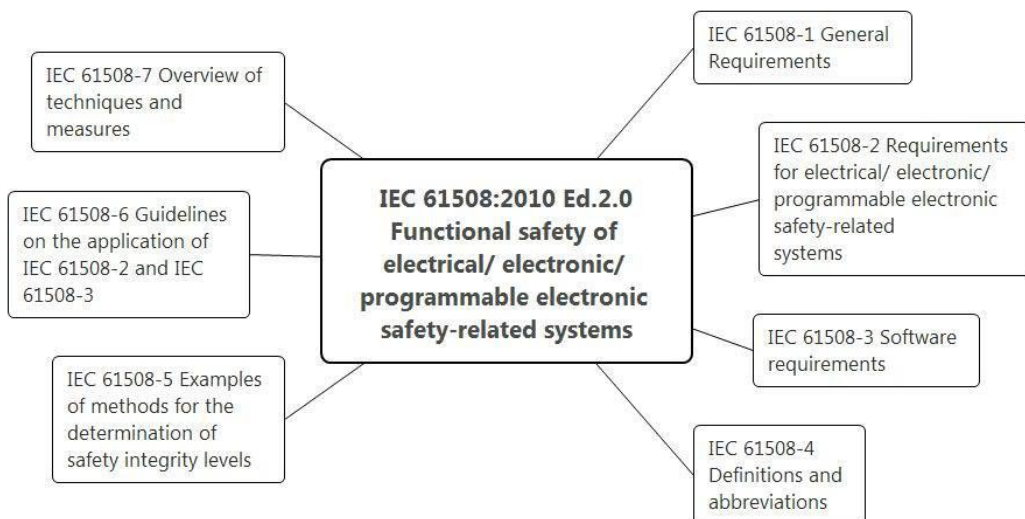 IEC 61508:2010 Ed.2.0
Functional safety of
electrical/ electronic/
programmable electronic
safety-related systems
IEC 61508-1 General
Requirements
IEC 61508-2 Requirements
for electrical/ electronic/
programmable electronic
safety-related
systems
IEC 61508-3 Software
requirements
IEC 61508-4
Definitions and
abbreviations
IEC 61508-5 Examples
of methods for the
determination of
safety integrity levels
IEC 61508-6 Guidelines
on the application of
IEC 61508-2 and IEC
61508-3
IEC 61508-7 Overview of
techniques and
measures